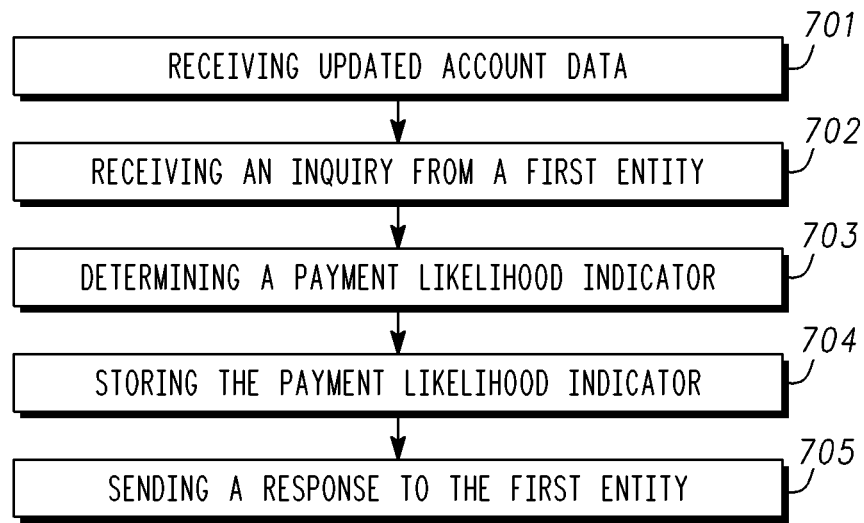 701
RECEIVING UPDATED ACCOUNT DATA
702
RECEIVING AN INQUIRY FROM A FIRST ENTITY
703
DETERMINING A PAYMENT LIKELIHOOD INDICATOR
704
STORING THE PAYMENT LIKELIHOOD INDICATOR
705
SENDING A RESPONSE TO THE FIRST ENTITY